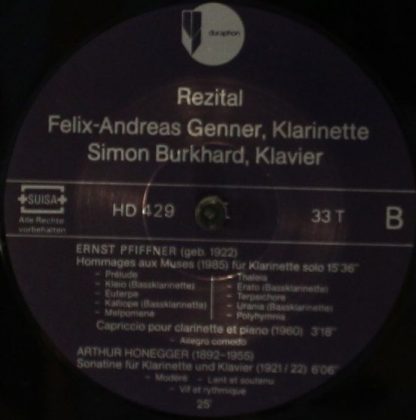 duraphon
Rezital
Felix-Andreas Genner, Klarinette
Simon Burkhard, Klavier
SUISA
Alle Rechte
vorbehalten
HD 429
33 T
B
ERNST PFIFFNER (geb. 1922)
Hommages aux Muses (1985) für Klarinette solo 15'36"
– Prélude
– Kleio (Bassklarinette)
– Euterpe
– Kalliope (Bassklarinette)
– Melpomene
– Thaleia
– Erato (Bassklarinette)
– Terpsichore
– Urania (Bassklarinette)
– Polyhymnia
Capriccio pour clarinette et piano (1960) 3'18"
– Allegro comodo
ARTHUR HONEGGER (1892–1955)
Sonatine für Klarinette und Klavier (1921/22) 6'06"
– Modéré – Lent et soutenu
– Vif et rythmique
25'